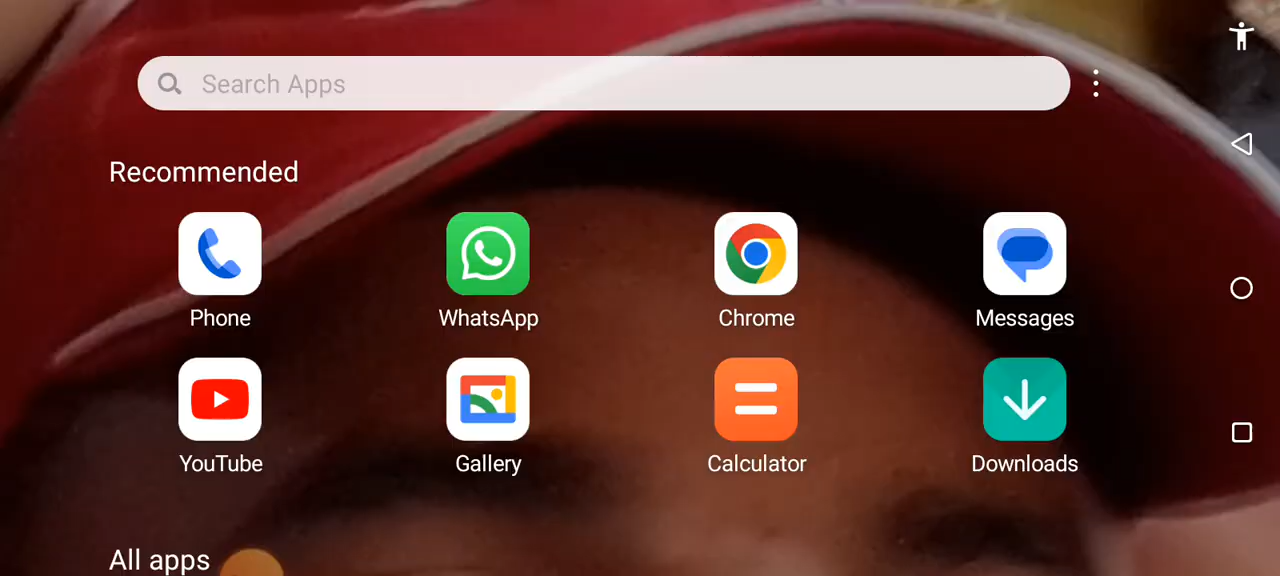 Search Apps
Recommended
Phone
WhatsApp
Chrome
Messages
YouTube
Gallery
Calculator
Downloads
All apps